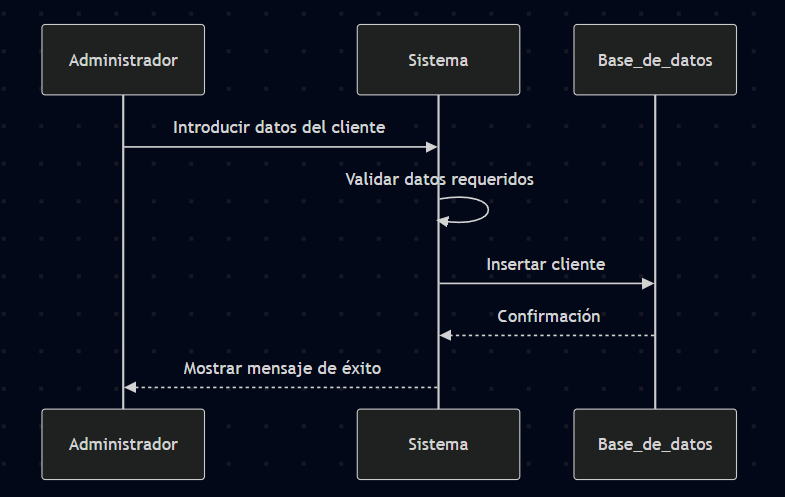 Administrador
Sistema
Base_de_datos
Introducir datos del cliente
Validar datos requeridos
Insertar cliente
Confirmación
Mostrar mensaje de éxito
Administrador
Sistema
Base_de_datos